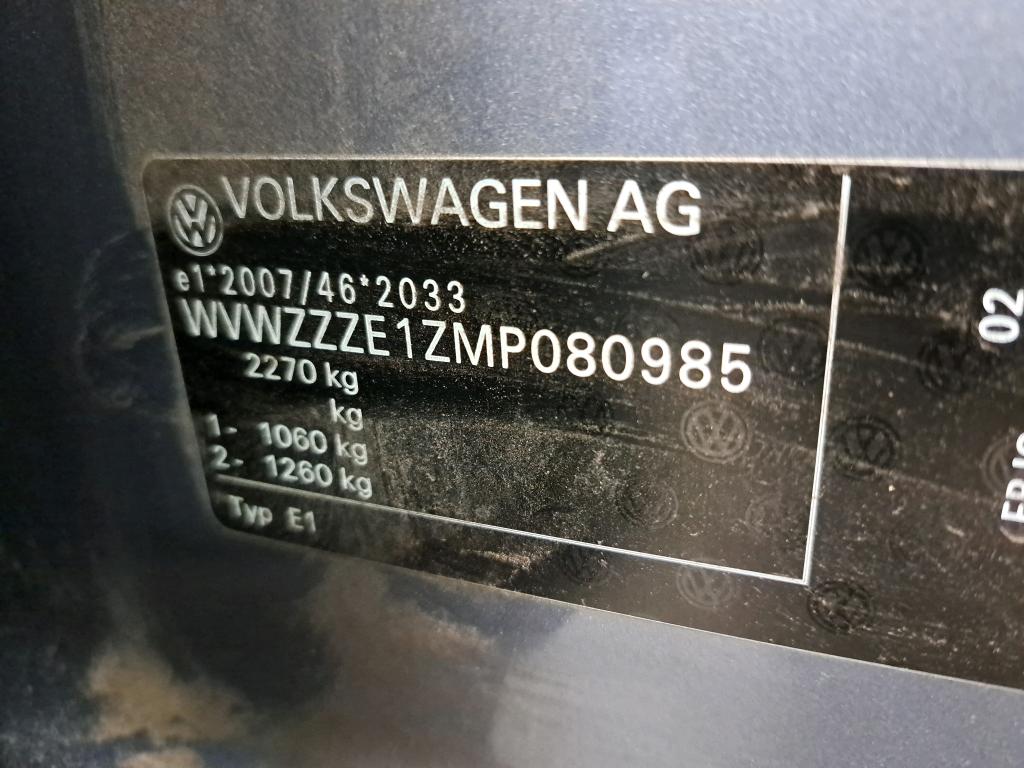 VOLKSWAGEN AG
e1*2007/46*2033
WVWZZZE1ZMP080985
2270 kg
kg
1- 1060 kg
2- 1260 kg
Typ E1
02